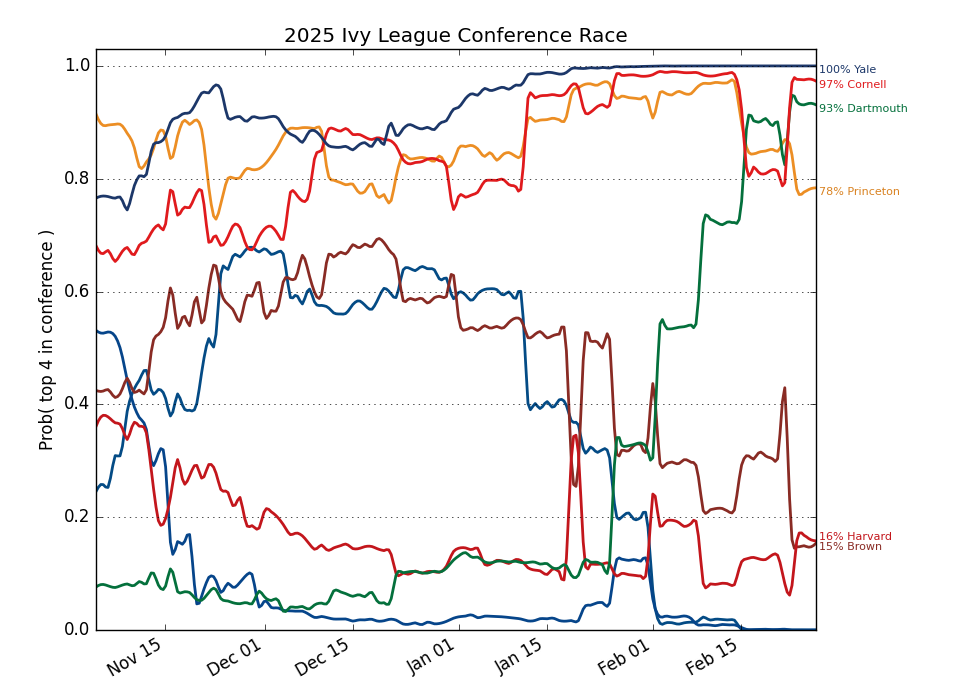 2025 Ivy League Conference Race
Prob( top 4 in conference )
1.0
0.8
0.6
0.4
0.2
0.0
100% Yale
97% Cornell
93% Dartmouth
78% Princeton
16% Harvard
15% Brown
Nov 15
Dec 01
Dec 15
Jan 01
Jan 15
Feb 01
Feb 15